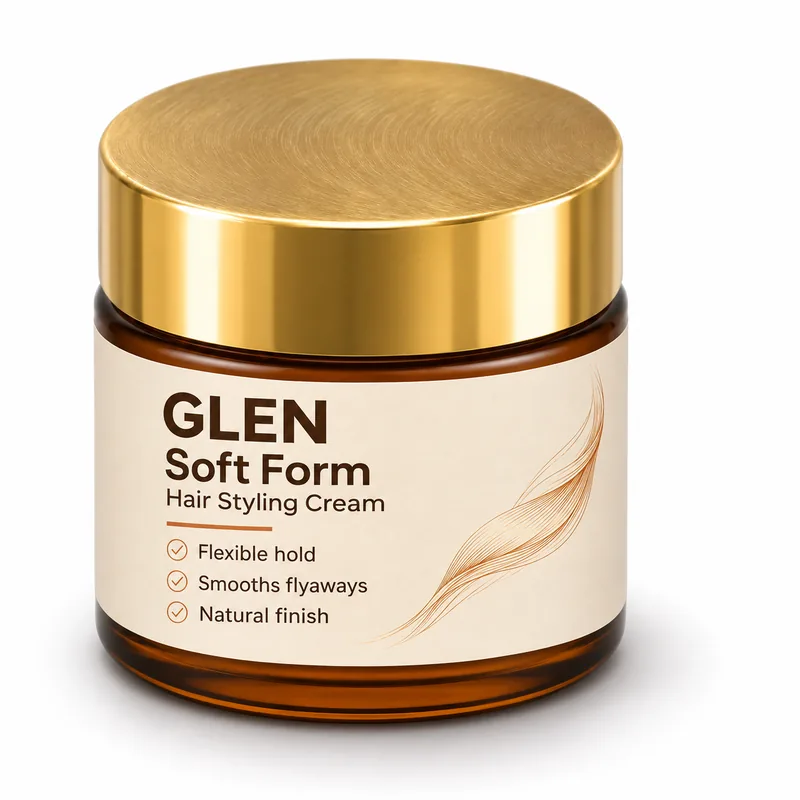 GLEN
Soft Form
Hair Styling Cream
Flexible hold
Smooths flyaways
Natural finish